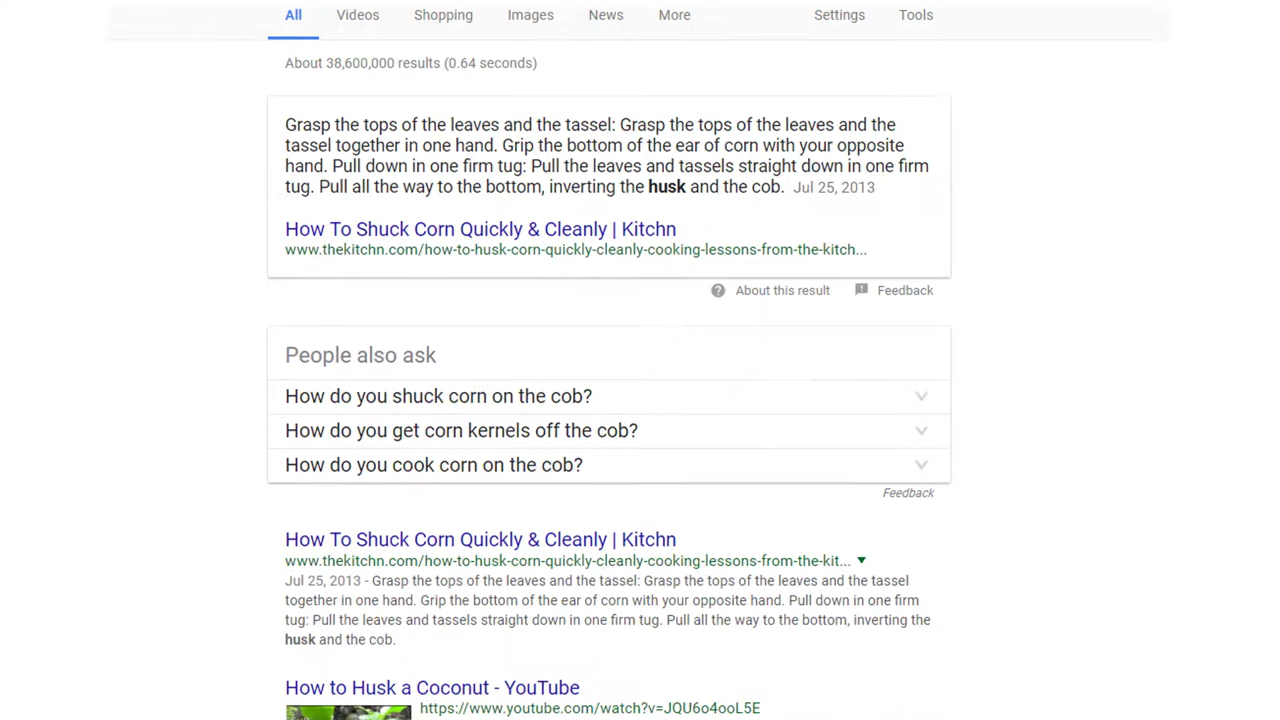 All Videos Shopping Images News More Settings Tools
About 38,600,000 results (0.64 seconds)
Grasp the tops of the leaves and the tassel: Grasp the tops of the leaves and the
tassel together in one hand. Grip the bottom of the ear of corn with your opposite
hand. Pull down in one firm tug: Pull the leaves and tassels straight down in one firm
tug. Pull all the way to the bottom, inverting the husk and the cob. Jul 25, 2013
How To Shuck Corn Quickly & Cleanly | Kitchn
www.thekitchn.com/how-to-husk-corn-quickly-cleanly-cooking-lessons-from-the-kitch...
About this result Feedback
People also ask
How do you shuck corn on the cob?
How do you get corn kernels off the cob?
How do you cook corn on the cob?
Feedback
How To Shuck Corn Quickly & Cleanly | Kitchn
www.thekitchn.com/how-to-husk-corn-quickly-cleanly-cooking-lessons-from-the-kit...
Jul 25, 2013 - Grasp the tops of the leaves and the tassel: Grasp the tops of the leaves and the tassel
together in one hand. Grip the bottom of the ear of corn with your opposite hand. Pull down in one firm
tug: Pull the leaves and tassels straight down in one firm tug. Pull all the way to the bottom, inverting the
husk and the cob.
How to Husk a Coconut - YouTube
https://www.youtube.com/watch?v=JQU6o4ooL5E